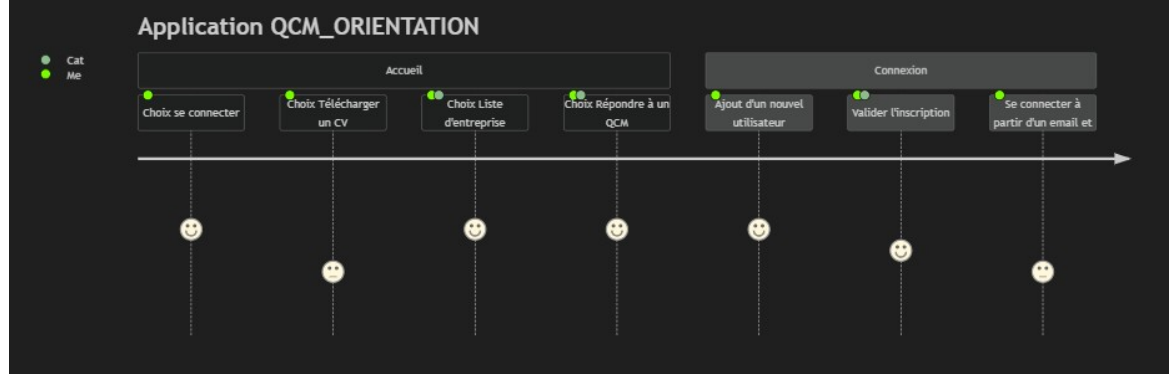 Application QCM_ORIENTATION
Cat
Me
Accueil
Connexion
Choix se connecter
Choix Télécharger
un CV
Choix Liste
d'entreprise
Choix Répondre à un
QCM
Ajout d'un nouvel
utilisateur
Valider l'inscription
Se connecter à
partir d'un email et